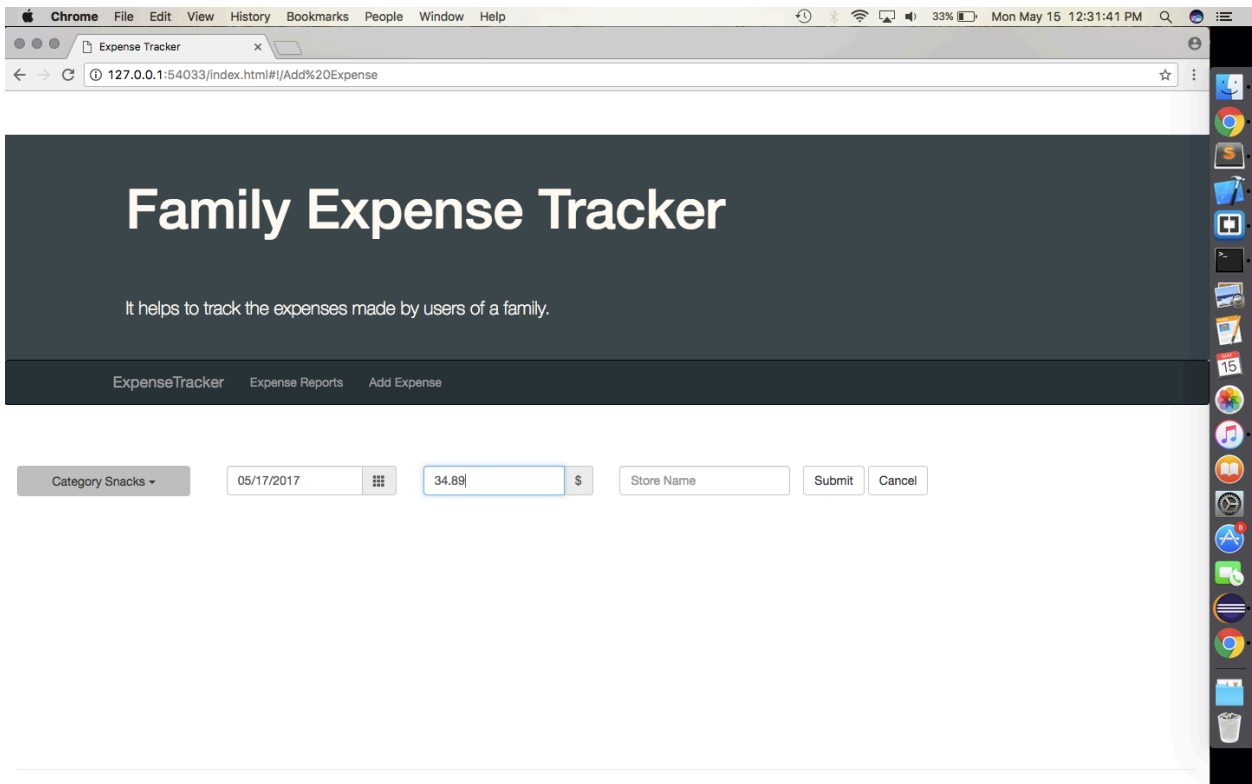 Chrome File Edit View History Bookmarks People Window Help 33% Mon May 15 12:31:41 PM
Expense Tracker
127.0.0.1:54033/index.html#!/Add%20Expense
Family Expense Tracker
It helps to track the expenses made by users of a family.
ExpenseTracker Expense Reports Add Expense
Category Snacks 05/17/2017 34.89 $ Store Name Submit Cancel
S
>_
MAY
15
8